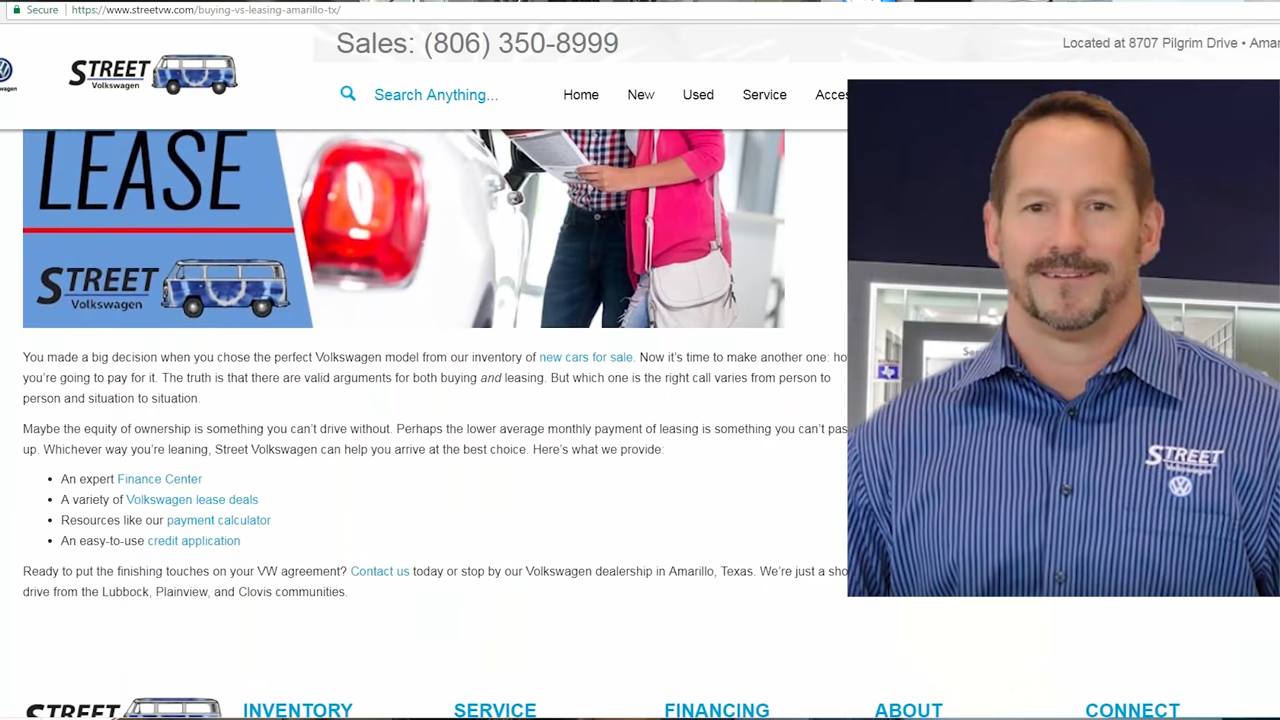 Secure https://www.streetvw.com/buying-vs-leasing-amarillo-tx/
Sales: (806) 350-8999
Located at 8707 Pilgrim Drive • Amar
STREET
Volkswagen
Search Anything...
Home New Used Service Acces
LEASE
STREET
Volkswagen
STREET
Volkswagen
You made a big decision when you chose the perfect Volkswagen model from our inventory of new cars for sale. Now it's time to make another one: ho
you're going to pay for it. The truth is that there are valid arguments for both buying and leasing. But which one is the right call varies from person to
person and situation to situation.
Maybe the equity of ownership is something you can't drive without. Perhaps the lower average monthly payment of leasing is something you can't pas
up. Whichever way you're leaning, Street Volkswagen can help you arrive at the best choice. Here's what we provide:
• An expert Finance Center
• A variety of Volkswagen lease deals
• Resources like our payment calculator
• An easy-to-use credit application
Ready to put the finishing touches on your VW agreement? Contact us today or stop by our Volkswagen dealership in Amarillo, Texas. We're just a sho
drive from the Lubbock, Plainview, and Clovis communities.
STREET
INVENTORY SERVICE FINANCING ABOUT CONNECT